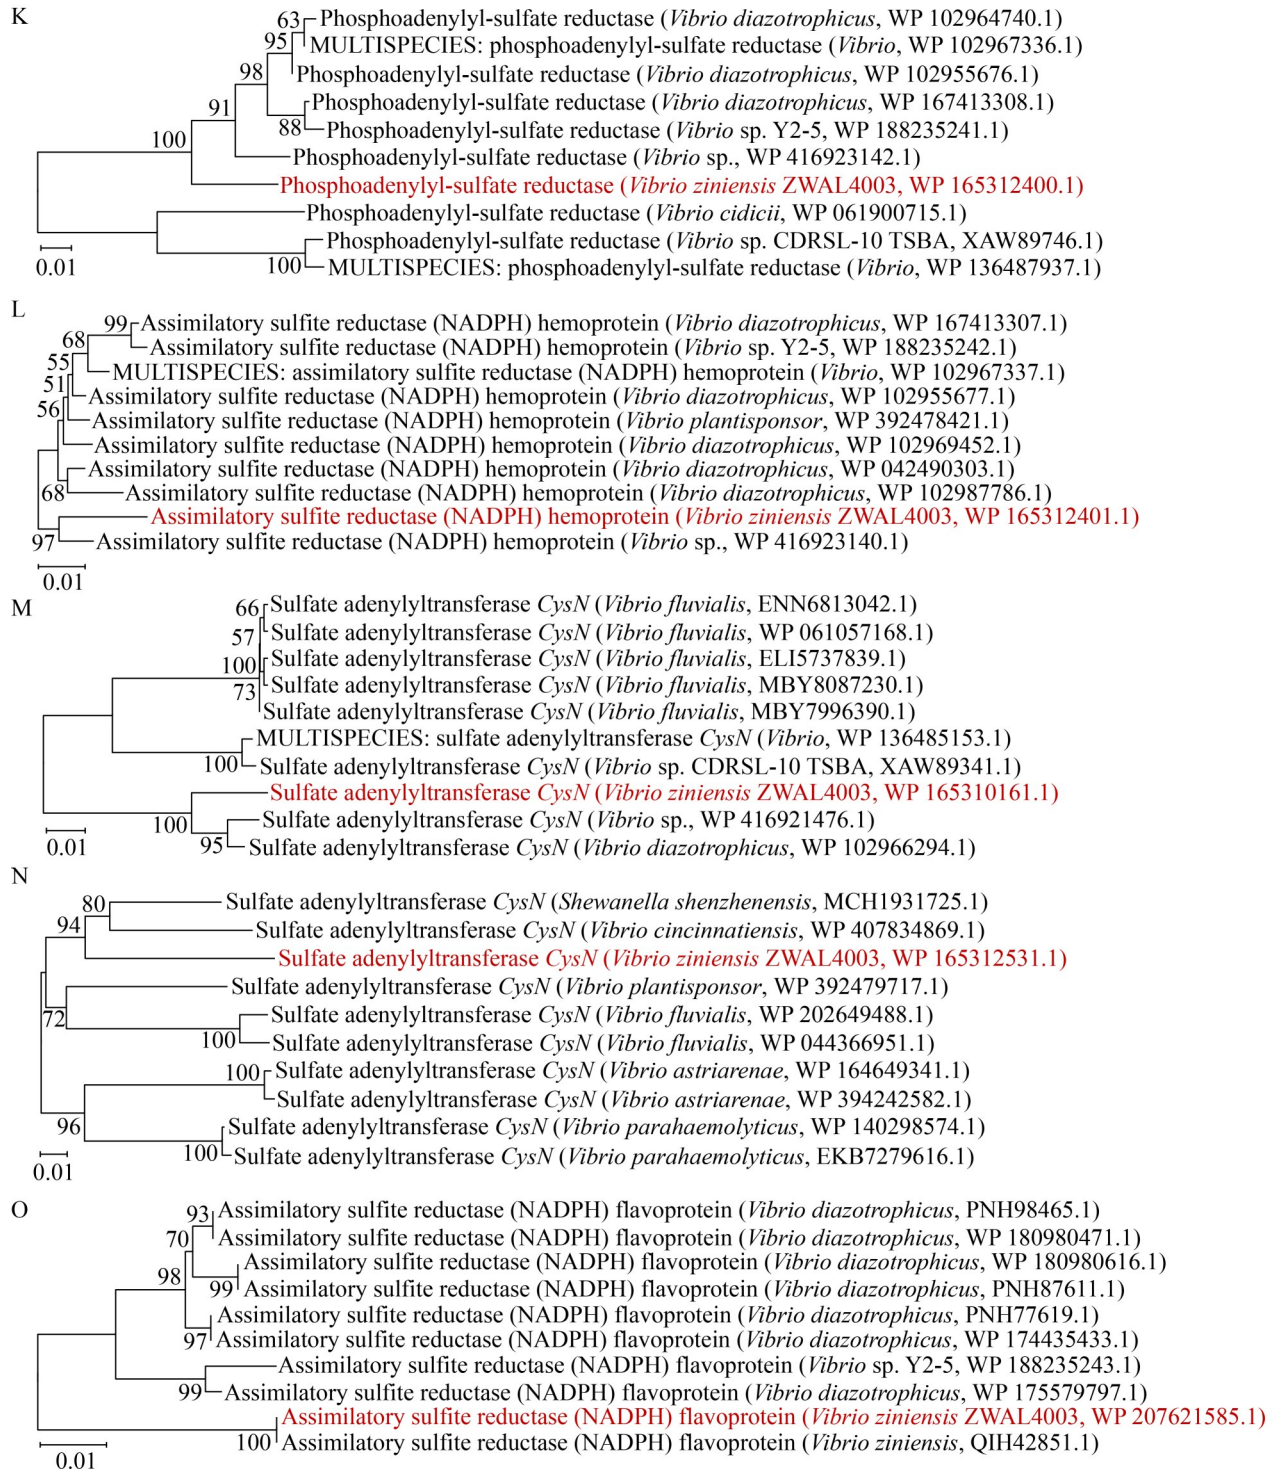 K
63 Phosphoadenylyl-sulfate reductase (Vibrio diazotrophicus, WP 102964740.1)
95 MULTISPECIES: phosphoadenylyl-sulfate reductase (Vibrio, WP 102967336.1)
98 Phosphoadenylyl-sulfate reductase (Vibrio diazotrophicus, WP 102955676.1)
91 Phosphoadenylyl-sulfate reductase (Vibrio diazotrophicus, WP 167413308.1)
88 Phosphoadenylyl-sulfate reductase (Vibrio sp. Y2-5, WP 188235241.1)
100 Phosphoadenylyl-sulfate reductase (Vibrio sp., WP 416923142.1)
Phosphoadenylyl-sulfate reductase (Vibrio ziniensis ZWAL4003, WP 165312400.1)
Phosphoadenylyl-sulfate reductase (Vibrio cidicii, WP 061900715.1)
Phosphoadenylyl-sulfate reductase (Vibrio sp. CDRSL-10 TSBA, XAW89746.1)
100 MULTISPECIES: phosphoadenylyl-sulfate reductase (Vibrio, WP 136487937.1)
0.01
L
99 Assimilatory sulfite reductase (NADPH) hemoprotein (Vibrio diazotrophicus, WP 167413307.1)
68 Assimilatory sulfite reductase (NADPH) hemoprotein (Vibrio sp. Y2-5, WP 188235242.1)
55 MULTISPECIES: assimilatory sulfite reductase (NADPH) hemoprotein (Vibrio, WP 102967337.1)
51 Assimilatory sulfite reductase (NADPH) hemoprotein (Vibrio diazotrophicus, WP 102955677.1)
56 Assimilatory sulfite reductase (NADPH) hemoprotein (Vibrio plantisponsor, WP 392478421.1)
Assimilatory sulfite reductase (NADPH) hemoprotein (Vibrio diazotrophicus, WP 102969452.1)
Assimilatory sulfite reductase (NADPH) hemoprotein (Vibrio diazotrophicus, WP 042490303.1)
68 Assimilatory sulfite reductase (NADPH) hemoprotein (Vibrio diazotrophicus, WP 102987786.1)
Assimilatory sulfite reductase (NADPH) hemoprotein (Vibrio ziniensis ZWAL4003, WP 165312401.1)
97 Assimilatory sulfite reductase (NADPH) hemoprotein (Vibrio sp., WP 416923140.1)
0.01
M
66 Sulfate adenylyltransferase CysN (Vibrio fluvialis, ENN6813042.1)
57 Sulfate adenylyltransferase CysN (Vibrio fluvialis, WP 061057168.1)
100 Sulfate adenylyltransferase CysN (Vibrio fluvialis, ELI5737839.1)
73 Sulfate adenylyltransferase CysN (Vibrio fluvialis, MBY8087230.1)
Sulfate adenylyltransferase CysN (Vibrio fluvialis, MBY7996390.1)
MULTISPECIES: sulfate adenylyltransferase CysN (Vibrio, WP 136485153.1)
100 Sulfate adenylyltransferase CysN (Vibrio sp. CDRSL-10 TSBA, XAW89341.1)
Sulfate adenylyltransferase CysN (Vibrio ziniensis ZWAL4003, WP 165310161.1)
100 Sulfate adenylyltransferase CysN (Vibrio sp., WP 416921476.1)
95 Sulfate adenylyltransferase CysN (Vibrio diazotrophicus, WP 102966294.1)
0.01
N
80 Sulfate adenylyltransferase CysN (Shewanella shenzhenensis, MCH1931725.1)
94 Sulfate adenylyltransferase CysN (Vibrio cincinnatiensis, WP 407834869.1)
Sulfate adenylyltransferase CysN (Vibrio ziniensis ZWAL4003, WP 165312531.1)
Sulfate adenylyltransferase CysN (Vibrio plantisponsor, WP 392479717.1)
72 Sulfate adenylyltransferase CysN (Vibrio fluvialis, WP 202649488.1)
100 Sulfate adenylyltransferase CysN (Vibrio fluvialis, WP 044366951.1)
100 Sulfate adenylyltransferase CysN (Vibrio astriarenae, WP 164649341.1)
Sulfate adenylyltransferase CysN (Vibrio astriarenae, WP 394242582.1)
96 Sulfate adenylyltransferase CysN (Vibrio parahaemolyticus, WP 140298574.1)
100 Sulfate adenylyltransferase CysN (Vibrio parahaemolyticus, EKB7279616.1)
0.01
O
93 Assimilatory sulfite reductase (NADPH) flavoprotein (Vibrio diazotrophicus, PNH98465.1)
70 Assimilatory sulfite reductase (NADPH) flavoprotein (Vibrio diazotrophicus, WP 180980471.1)
98 Assimilatory sulfite reductase (NADPH) flavoprotein (Vibrio diazotrophicus, WP 180980616.1)
99 Assimilatory sulfite reductase (NADPH) flavoprotein (Vibrio diazotrophicus, PNH87611.1)
Assimilatory sulfite reductase (NADPH) flavoprotein (Vibrio diazotrophicus, PNH77619.1)
97 Assimilatory sulfite reductase (NADPH) flavoprotein (Vibrio diazotrophicus, WP 174435433.1)
Assimilatory sulfite reductase (NADPH) flavoprotein (Vibrio sp. Y2-5, WP 188235243.1)
99 Assimilatory sulfite reductase (NADPH) flavoprotein (Vibrio diazotrophicus, WP 175579797.1)
Assimilatory sulfite reductase (NADPH) flavoprotein (Vibrio ziniensis ZWAL4003, WP 207621585.1)
100 Assimilatory sulfite reductase (NADPH) flavoprotein (Vibrio ziniensis, QIH42851.1)
0.01